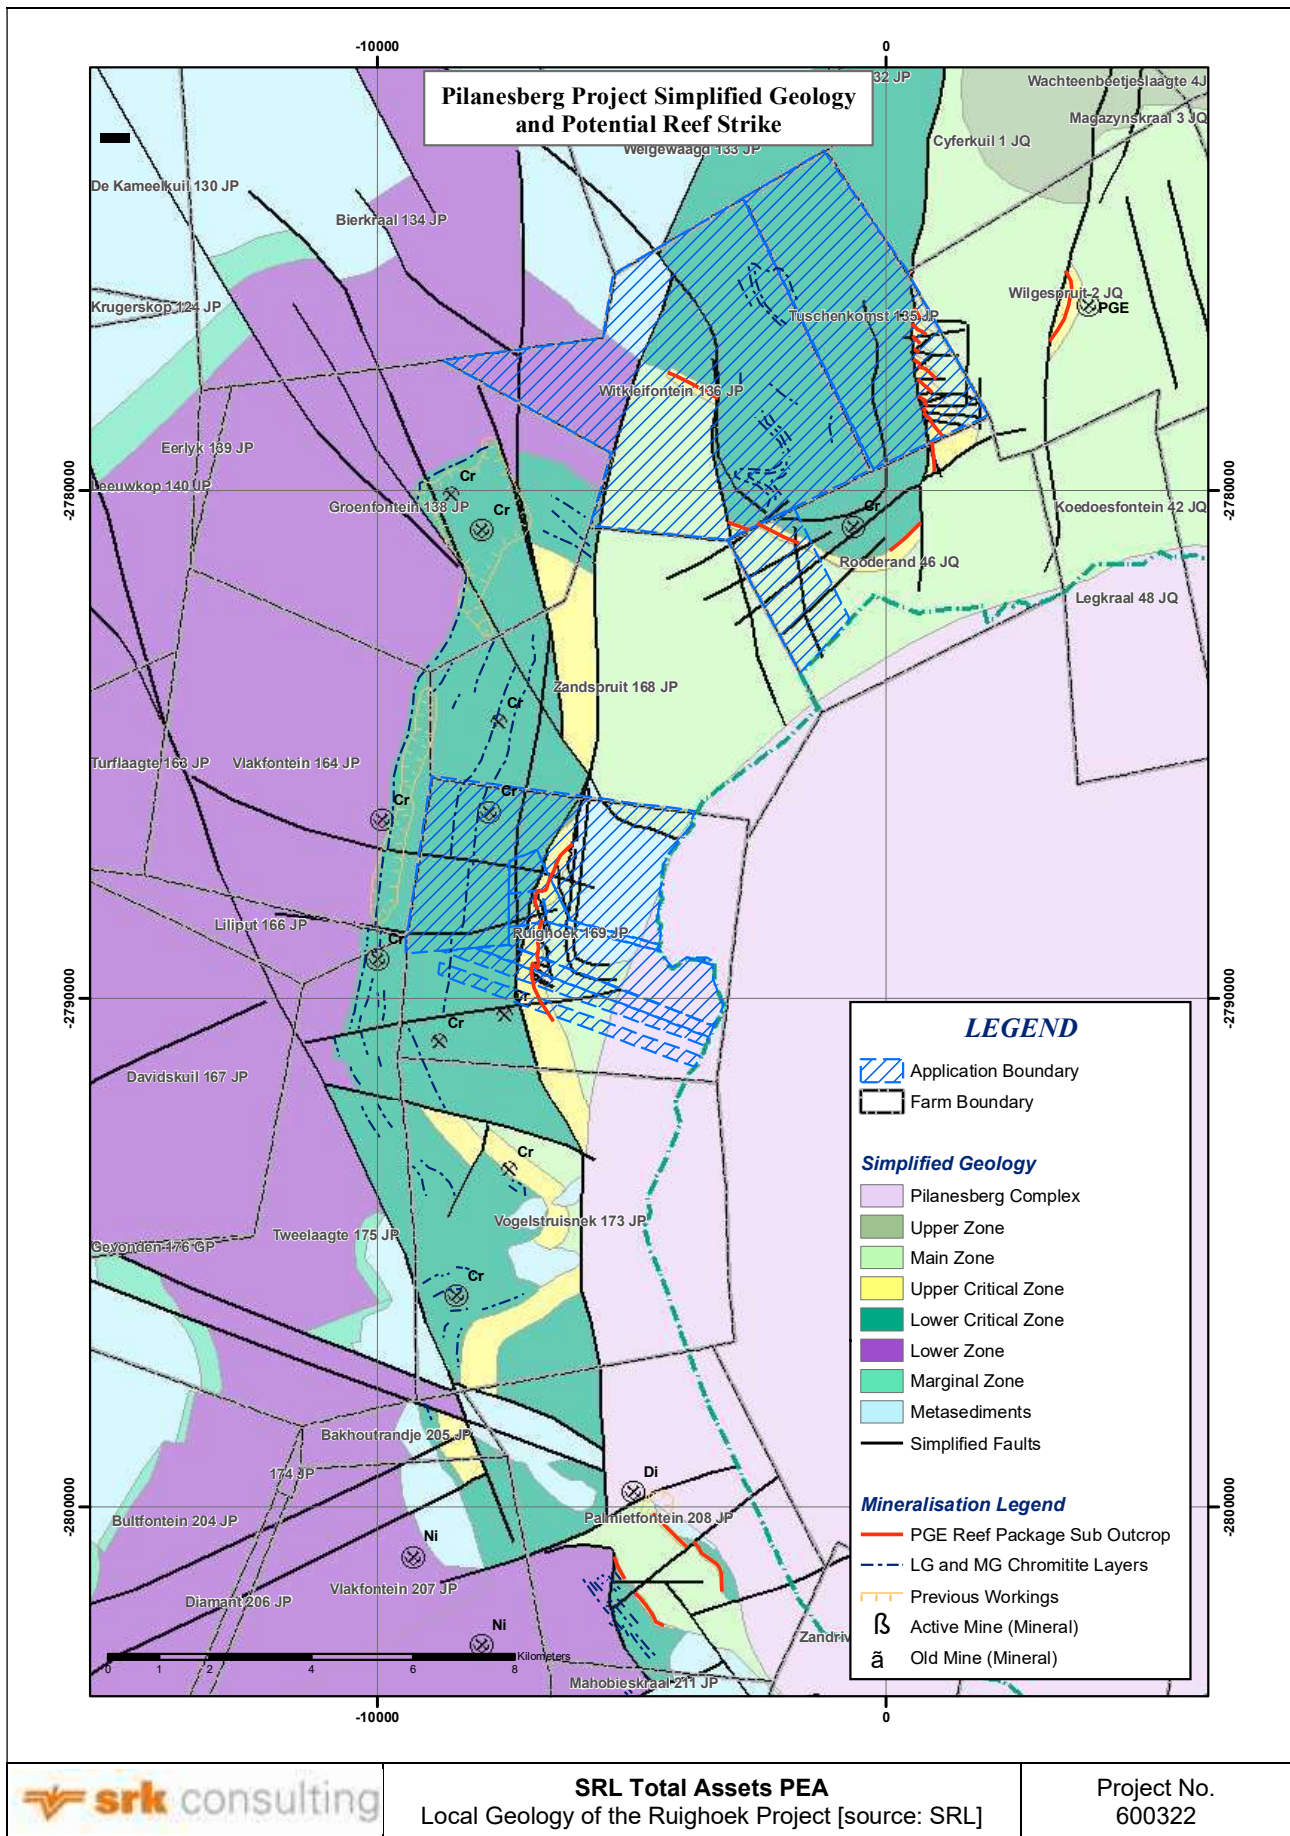 -10000
0
Pilanesberg Project Simplified Geology
and Potential Reef Strike
32 JP
Wachteenbeetjeslaagte 4J
Magazynskraal 3 JQ
Cyferkuil 1 JQ
Welgewaagd 133 JP
De Kameelkuil 130 JP
Bierkraal 134 JP
Wilgespruit 2 JQ
PGE
Krugerskop 124 JP
Tuschenkomst 135 JP
Witkleifontein 136 JP
Eerlyk 139 JP
-2780000
Cr
Leeuwkop 140 JP
Groenfontein 138 JP
Cr
Cr
Koedoesfontein 42 JQ
-2780000
Rooderand 46 JQ
Legkraal 48 JQ
Zandspruit 168 JP
Cr
Turflaagte 163 JP
Vlakfontein 164 JP
Cr
Cr
Liliput 166 JP
Ruighoek 169 JP
Cr
-2790000
Cr
Cr
-2790000
Davidskuil 167 JP
Cr
Vogelstruisnek 173 JP
Tweelaagte 175 JP
Gevonden 176 GP
Cr
Bakhoutrandje 205 JP
174 JP
Di
-2800000
Bultfontein 204 JP
Palmietfontein 208 JP
-2800000
Ni
Vlakfontein 207 JP
Diamant 206 JP
Ni
Zandriv
0 1 2 4 6 8 Kilometers
Mahobieskraal 211 JP
LEGEND
Application Boundary
Farm Boundary
Simplified Geology
Pilanesberg Complex
Upper Zone
Main Zone
Upper Critical Zone
Lower Critical Zone
Lower Zone
Marginal Zone
Metasediments
Simplified Faults
Mineralisation Legend
PGE Reef Package Sub Outcrop
LG and MG Chromitite Layers
Previous Workings
ß Active Mine (Mineral)
ã Old Mine (Mineral)
-10000
0
srk consulting
SRL Total Assets PEA
Local Geology of the Ruighoek Project [source: SRL]
Project No.
600322